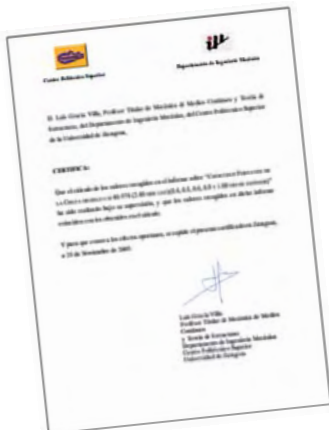 Centro Politécnico Superior
Departamento de Ingeniería Mecánica
D. Luis Gracia Villa, Profesor Titular de Mecánica de Medios Continuos y Teoría de
Estructuras, del Departamento de Ingeniería Mecánica, del Centro Politécnico Superior
de la Universidad de Zaragoza,
CERTIFICA:
Que el cálculo de los valores recogidos en el informe sobre
ha sido realizado bajo su supervisión, y que los valores recogidos en dicho informe
coinciden con los obtenidos en el cálculo.
Y para que conste a los efectos oportunos, se expide el presente certificado en Zaragoza,
a 25 de Noviembre de 2005.
Luis Gracia Villa
Profesor Titular de Mecánica de Medios
Continuos
y Teoría de Estructuras
Departamento de Ingeniería Mecánica
Centro Politécnico Superior
Universidad de Zaragoza